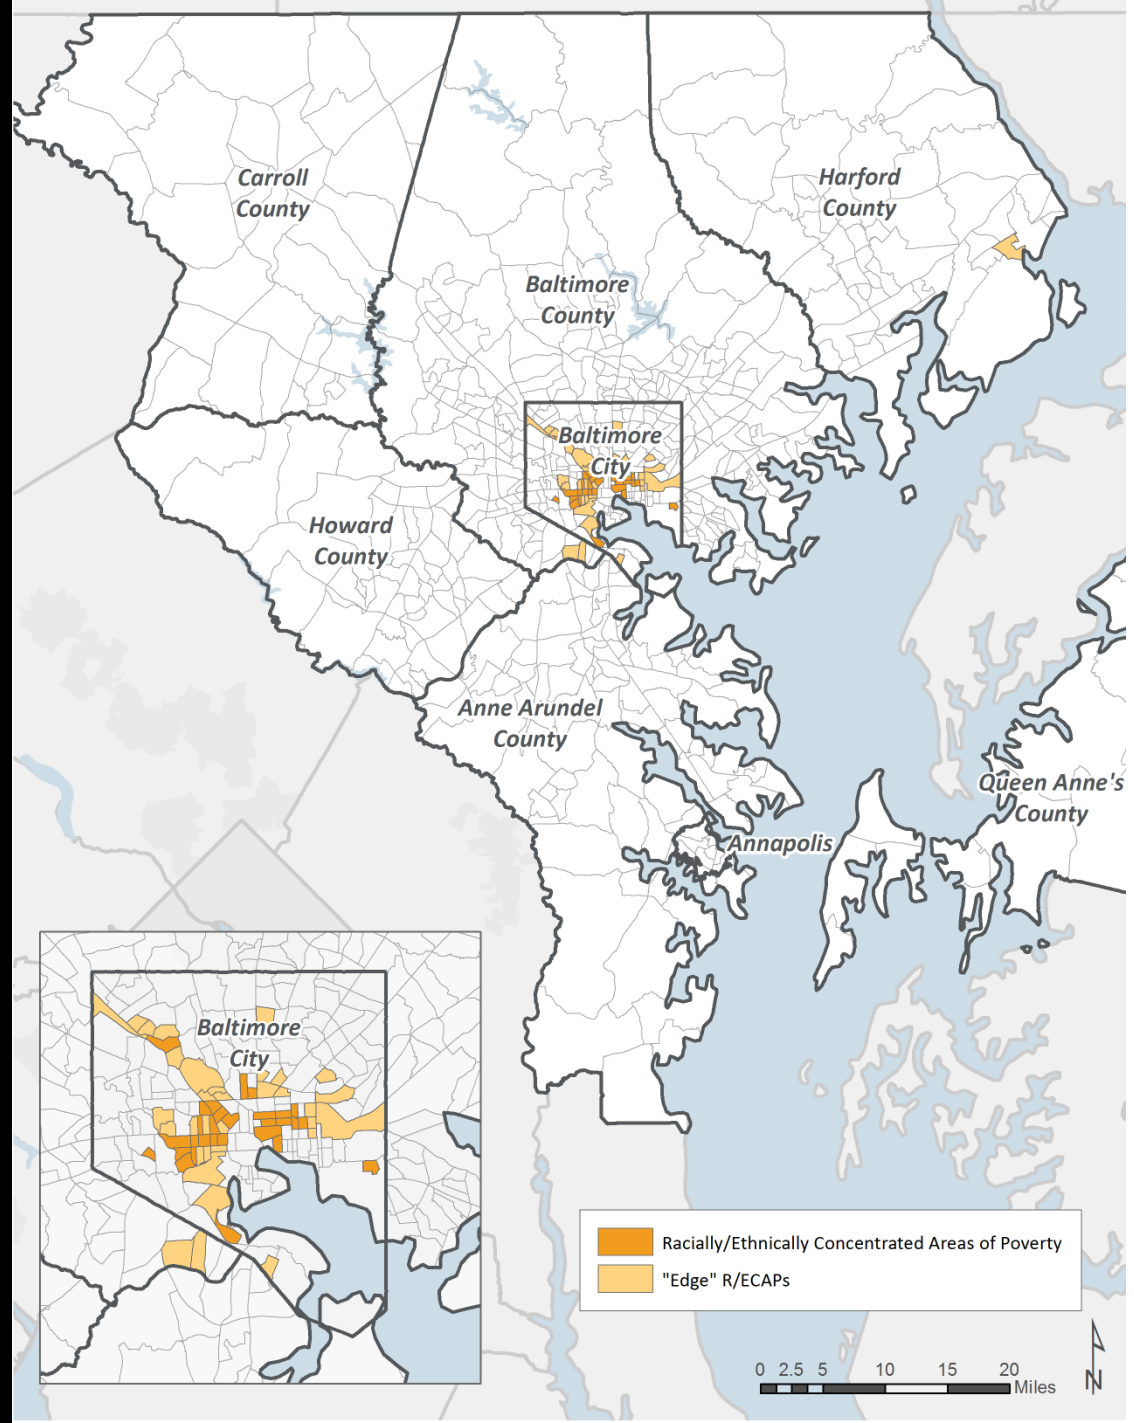 Carroll
County
Harford
County
Baltimore
County
Baltimore
City
Howard
County
Anne Arundel
County
Queen Anne's
County
Annapolis
Baltimore
City
Racially/Ethnically Concentrated Areas of Poverty
"Edge" R/ECAPs
0 2.5 5 10 15 20
Miles
N